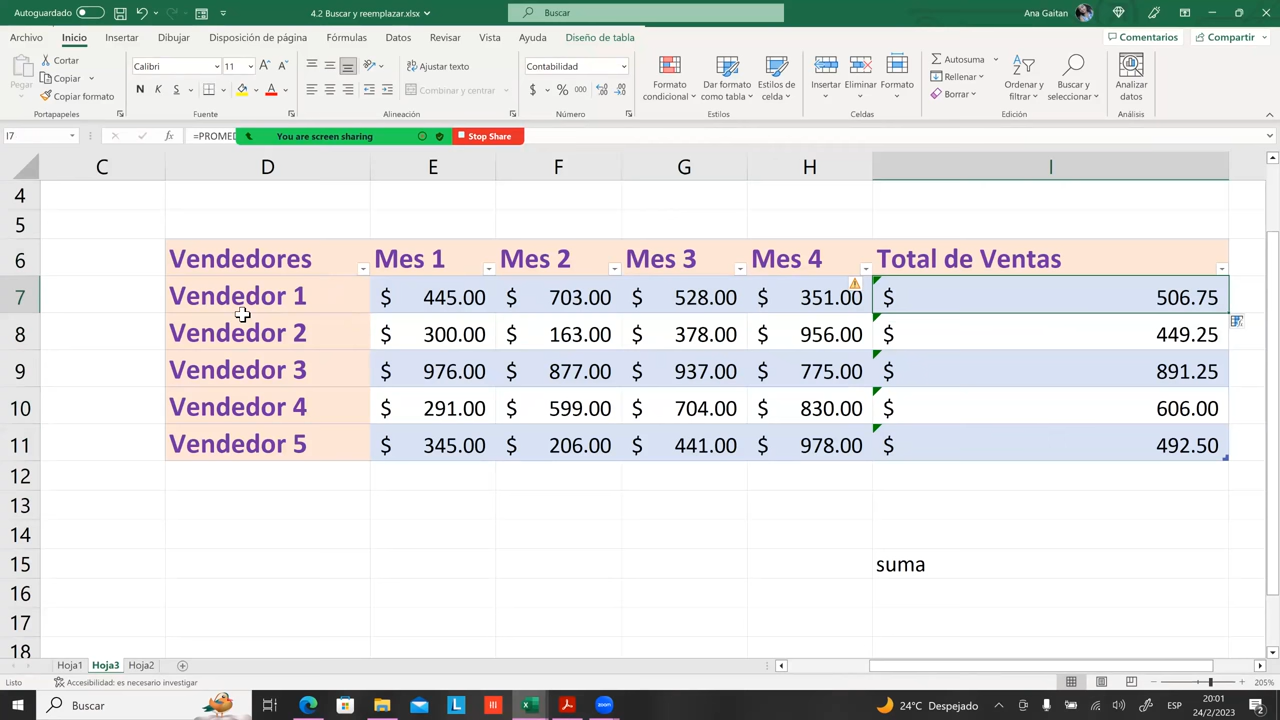 Autoguardado 4.2 Buscar y reemplazar.xlsx Buscar Ana Gaitan
Archivo Inicio Insertar Dibujar Disposición de página Fórmulas Datos Revisar Vista Ayuda Diseño de tabla Comentarios Compartir
Pegar Cortar Copiar Copiar formato Portapapeles
Calibri 11 N K S Fuente
Ajustar texto Combinar y centrar Alineación
Contabilidad $ % 000 Número
Formato condicional Dar formato como tabla Estilos de celda Estilos
Insertar Eliminar Formato Celdas
Autosuma Rellenar Borrar Ordenar y filtrar Buscar y seleccionar Edición
Analizar datos Análisis
I7 fx =PROMED You are screen sharing Stop Share
C D E F G H I
4
5
6 Vendedores Mes 1 Mes 2 Mes 3 Mes 4 Total de Ventas
7 Vendedor 1 $ 445.00 $ 703.00 $ 528.00 $ 351.00 $ 506.75
8 Vendedor 2 $ 300.00 $ 163.00 $ 378.00 $ 956.00 $ 449.25
9 Vendedor 3 $ 976.00 $ 877.00 $ 937.00 $ 775.00 $ 891.25
10 Vendedor 4 $ 291.00 $ 599.00 $ 704.00 $ 830.00 $ 606.00
11 Vendedor 5 $ 345.00 $ 206.00 $ 441.00 $ 978.00 $ 492.50
12
13
14
15 suma
16
17
18
Hoja1 Hoja3 Hoja2
Listo Accesibilidad: es necesario investigar 205%
Buscar 24°C Despejado ESP 20:01
24/2/2023